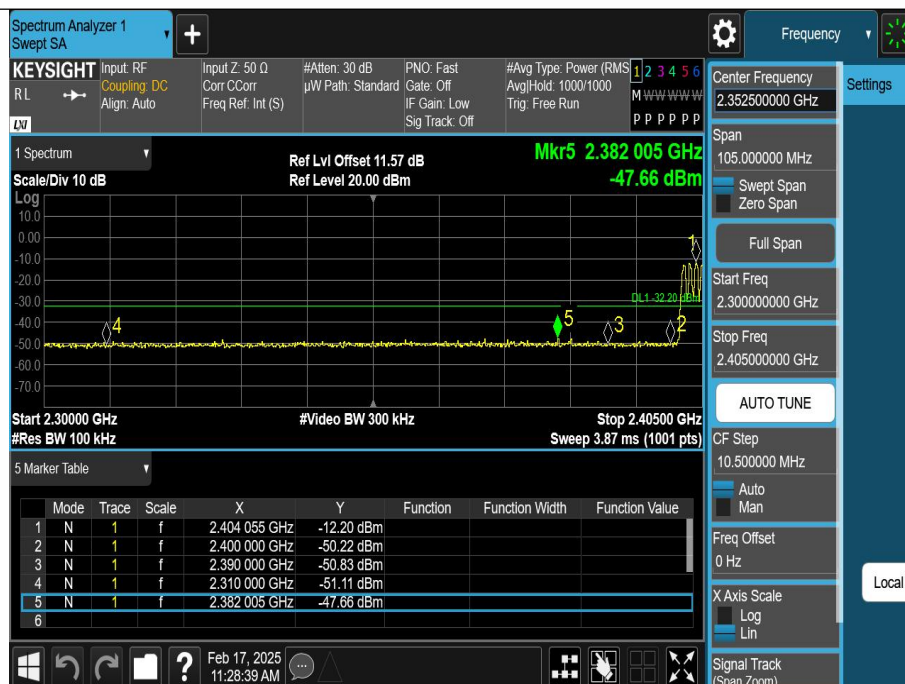 Spectrum Analyzer 1
Swept SA
Frequency
KEYSIGHT
R L
LXI
Input: RF
Coupling: DC
Align: Auto
Input Z: 50 Ω
Corr CCorr
Freq Ref: Int (S)
#Atten: 30 dB
µW Path: Standard
PNO: Fast
Gate: Off
IF Gain: Low
Sig Track: Off
#Avg Type: Power (RMS
Avg|Hold: 1000/1000
Trig: Free Run
1 2 3 4 5 6
M W W W W W
P P P P P P
1 Spectrum
Scale/Div 10 dB
Ref Lvl Offset 11.57 dB
Ref Level 20.00 dBm
Mkr5 2.382 005 GHz
-47.66 dBm
Log
10.0
0.00
-10.0
-20.0
-30.0
-40.0
-50.0
-60.0
-70.0
DL1 -32.20 dBm
1
4
5
3
2
Start 2.30000 GHz
#Video BW 300 kHz
Stop 2.40500 GHz
#Res BW 100 kHz
Sweep 3.87 ms (1001 pts)
5 Marker Table
Mode Trace Scale X Y Function Function Width Function Value
1 N 1 f 2.404 055 GHz -12.20 dBm
2 N 1 f 2.400 000 GHz -50.22 dBm
3 N 1 f 2.390 000 GHz -50.83 dBm
4 N 1 f 2.310 000 GHz -51.11 dBm
5 N 1 f 2.382 005 GHz -47.66 dBm
6
Feb 17, 2025
11:28:39 AM
Center Frequency
2.352500000 GHz
Settings
Span
105.000000 MHz
Swept Span
Zero Span
Full Span
Start Freq
2.300000000 GHz
Stop Freq
2.405000000 GHz
AUTO TUNE
CF Step
10.500000 MHz
Auto
Man
Freq Offset
0 Hz
Local
X Axis Scale
Log
Lin
Signal Track
(Span Zoom)